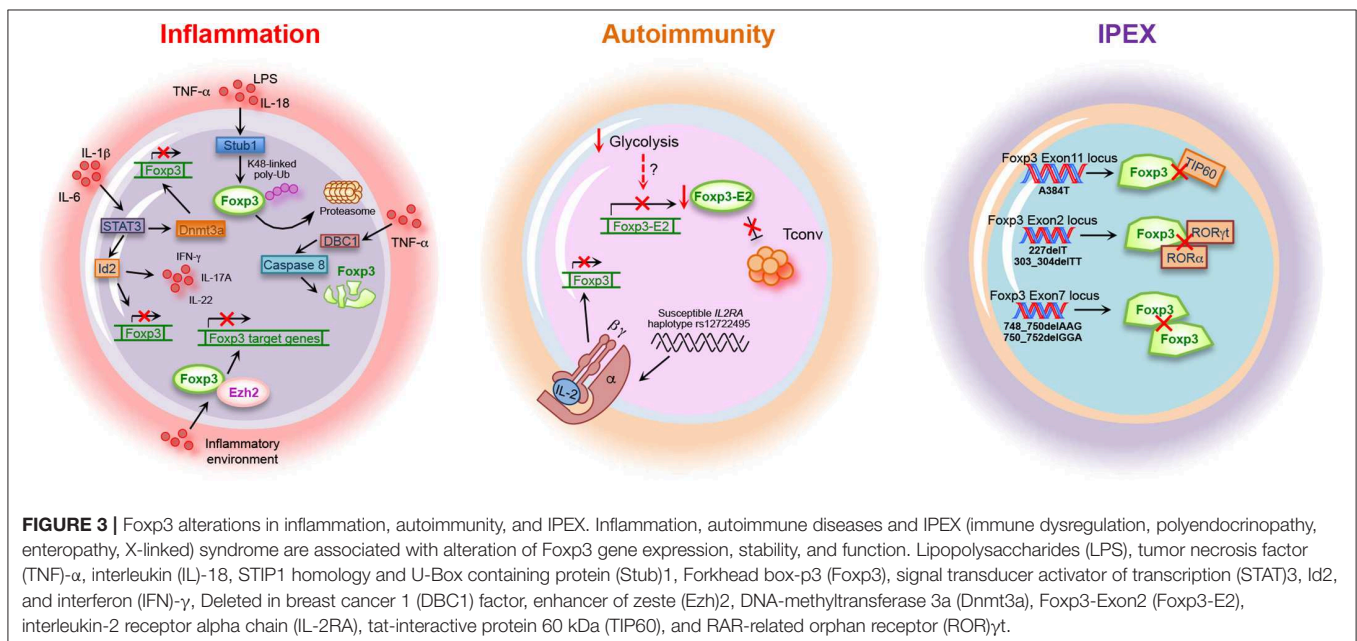 Inflammation
LPS
TNF-α
IL-18
IL-1β
IL-6
Foxp3
Stub1
K48-linked
poly-Ub
Foxp3
Proteasome
STAT3
Dnmt3a
DBC1
TNF-α
Id2
IFN-γ
IL-17A
IL-22
Caspase 8
Foxp3
Foxp3
Foxp3 target genes
Foxp3
Ezh2
Inflammatory
environment
Autoimmunity
Glycolysis
?
Foxp3-E2
Foxp3-E2
Tconv
Foxp3
Susceptible IL2RA
haplotype rs12722495
βγ
α
IL-2
IPEX
Foxp3 Exon11 locus
A384T
Foxp3
TIP60
Foxp3 Exon2 locus
227delT
303_304delTT
Foxp3
RORγt
RORα
Foxp3 Exon7 locus
748_750delAAG
750_752delGGA
Foxp3
Foxp3
FIGURE 3 | Foxp3 alterations in inflammation, autoimmunity, and IPEX. Inflammation, autoimmune diseases and IPEX (immune dysregulation, polyendocrinopathy,
enteropathy, X-linked) syndrome are associated with alteration of Foxp3 gene expression, stability, and function. Lipopolysaccharides (LPS), tumor necrosis factor
(TNF)-α, interleukin (IL)-18, STIP1 homology and U-Box containing protein (Stub)1, Forkhead box-p3 (Foxp3), signal transducer activator of transcription (STAT)3, Id2,
and interferon (IFN)-γ, Deleted in breast cancer 1 (DBC1) factor, enhancer of zeste (Ezh)2, DNA-methyltransferase 3a (Dnmt3a), Foxp3-Exon2 (Foxp3-E2),
interleukin-2 receptor alpha chain (IL-2RA), tat-interactive protein 60 kDa (TIP60), and RAR-related orphan receptor (ROR)γt.